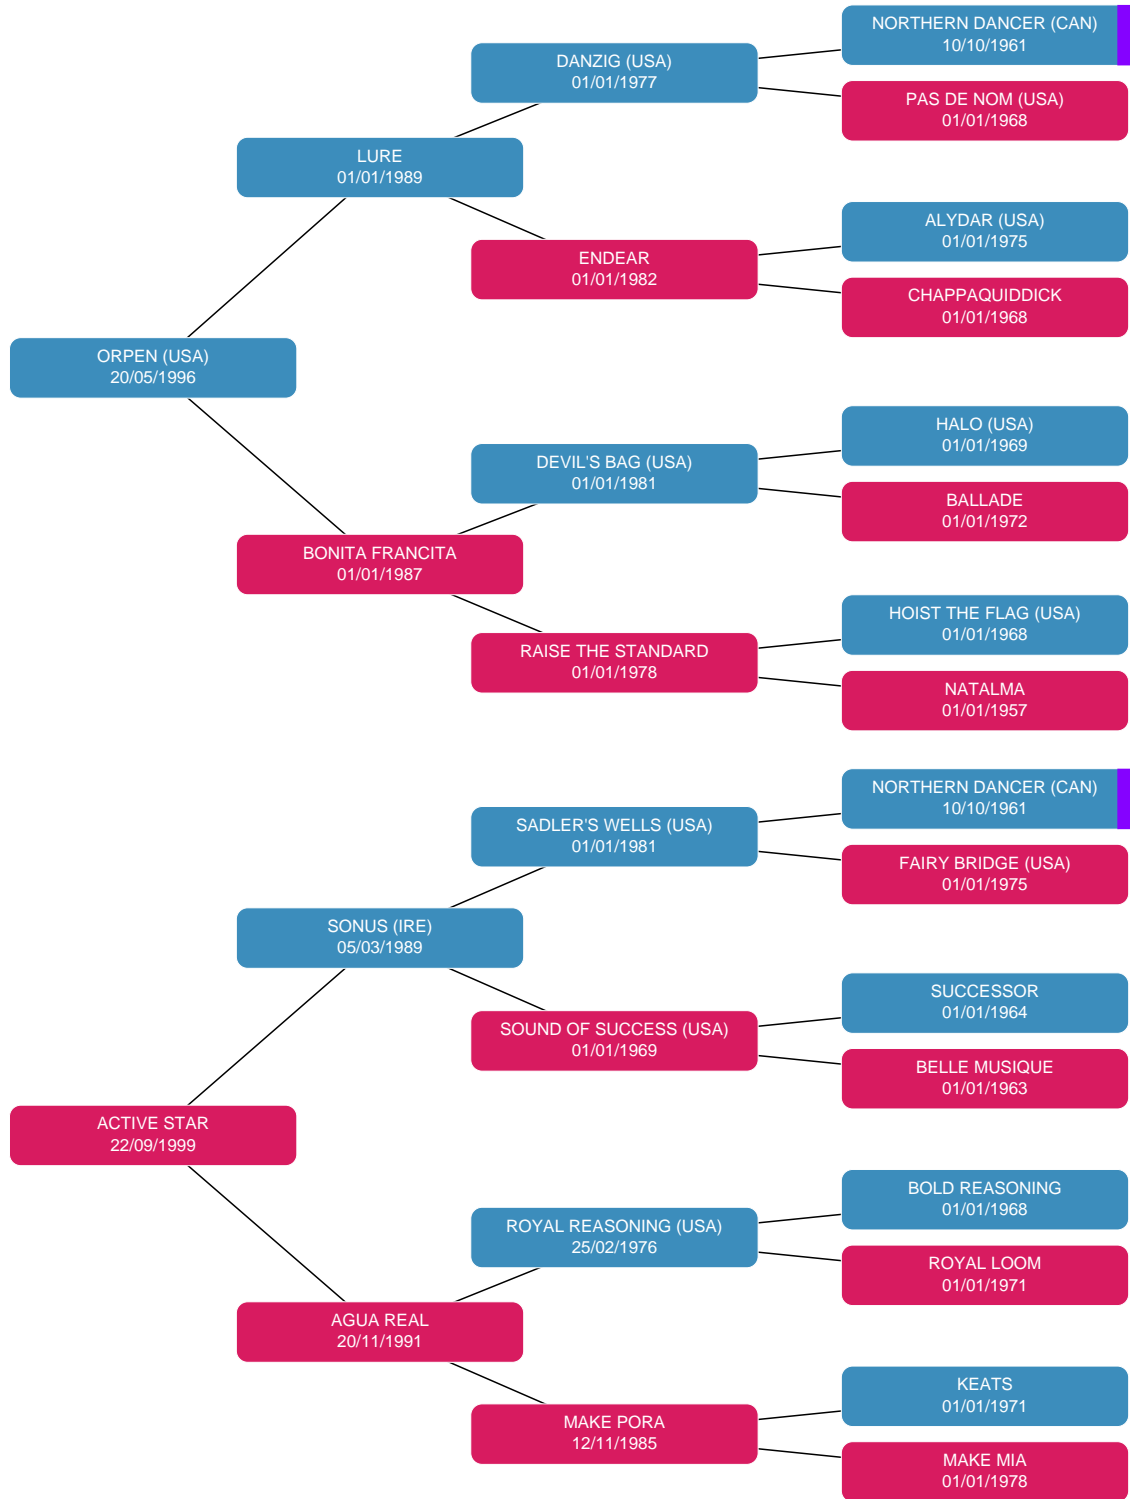 NORTHERN DANCER (CAN)
10/10/1961
DANZIG (USA)
01/01/1977
PAS DE NOM (USA)
01/01/1968
LURE
01/01/1989
ALYDAR (USA)
01/01/1975
ENDEAR
01/01/1982
CHAPPAQUIDDICK
01/01/1968
ORPEN (USA)
20/05/1996
HALO (USA)
01/01/1969
DEVIL'S BAG (USA)
01/01/1981
BALLADE
01/01/1972
BONITA FRANCITA
01/01/1987
HOIST THE FLAG (USA)
01/01/1968
RAISE THE STANDARD
01/01/1978
NATALMA
01/01/1957
NORTHERN DANCER (CAN)
10/10/1961
SADLER'S WELLS (USA)
01/01/1981
FAIRY BRIDGE (USA)
01/01/1975
SONUS (IRE)
05/03/1989
SUCCESSOR
01/01/1964
SOUND OF SUCCESS (USA)
01/01/1969
BELLE MUSIQUE
01/01/1963
ACTIVE STAR
22/09/1999
BOLD REASONING
01/01/1968
ROYAL REASONING (USA)
25/02/1976
ROYAL LOOM
01/01/1971
AGUA REAL
20/11/1991
KEATS
01/01/1971
MAKE PORA
12/11/1985
MAKE MIA
01/01/1978